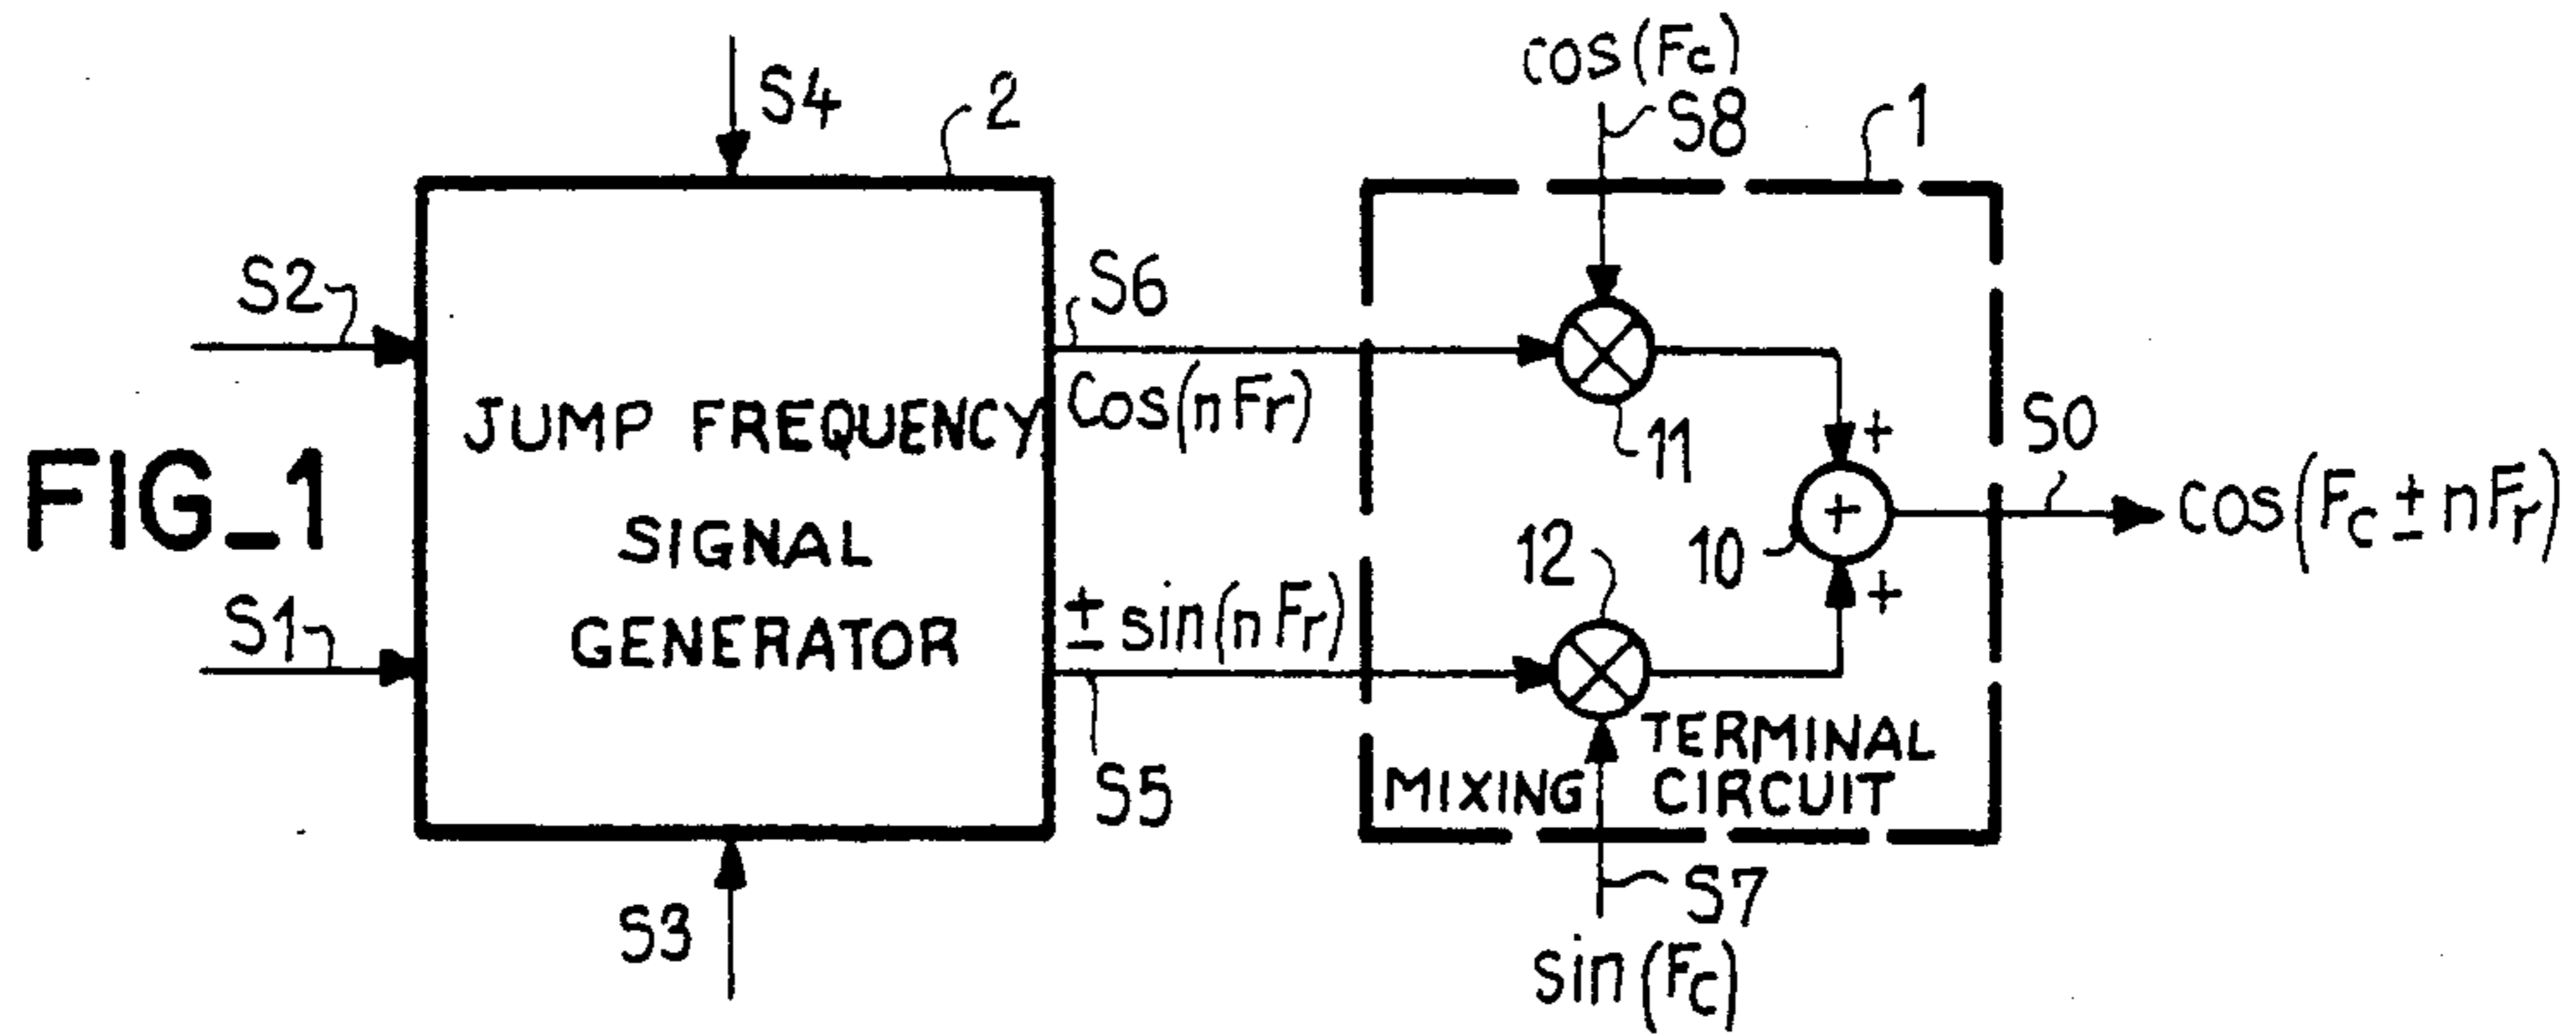 FIG_1
S4
2
S2
S1
S3
JUMP FREQUENCY
SIGNAL
GENERATOR
S6
Cos(nFr)
± sin(nFr)
S5
cos(Fc)
S8
1
11
+
10
+
+
12
TERMINAL
MIXING CIRCUIT
S7
sin(Fc)
S0
cos(Fc ± nFr)